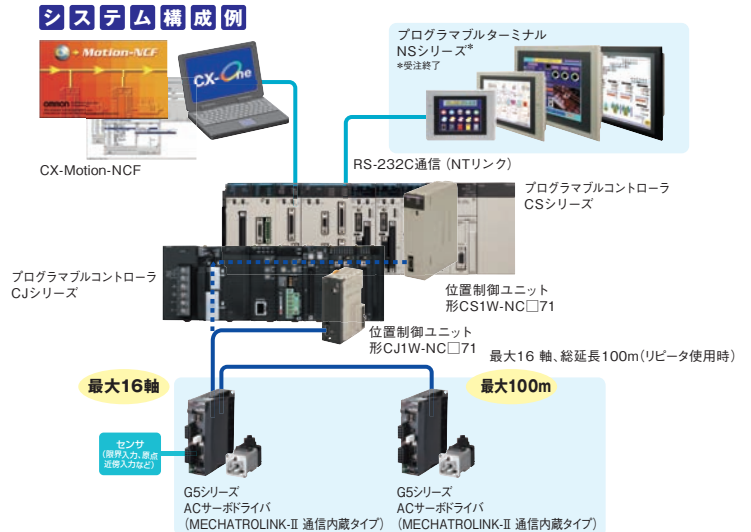 システム構成例
Motion-NCF
OMRON
CX-One
CX-Motion-NCF
プログラマブルターミナル
NSシリーズ*
*受注終了
RS-232C通信（NTリンク）
プログラマブルコントローラ
CSシリーズ
プログラマブルコントローラ
CJシリーズ
位置制御ユニット
形CS1W-NC□71
位置制御ユニット
形CJ1W-NC□71
最大16 軸、総延長100m（リピータ使用時）
最大16軸
最大100m
センサ
（限界入力、原点
近傍入力など）
G5シリーズ
ACサーボドライバ
（MECHATROLINK-II 通信内蔵タイプ）
G5シリーズ
ACサーボドライバ
（MECHATROLINK-II 通信内蔵タイプ）